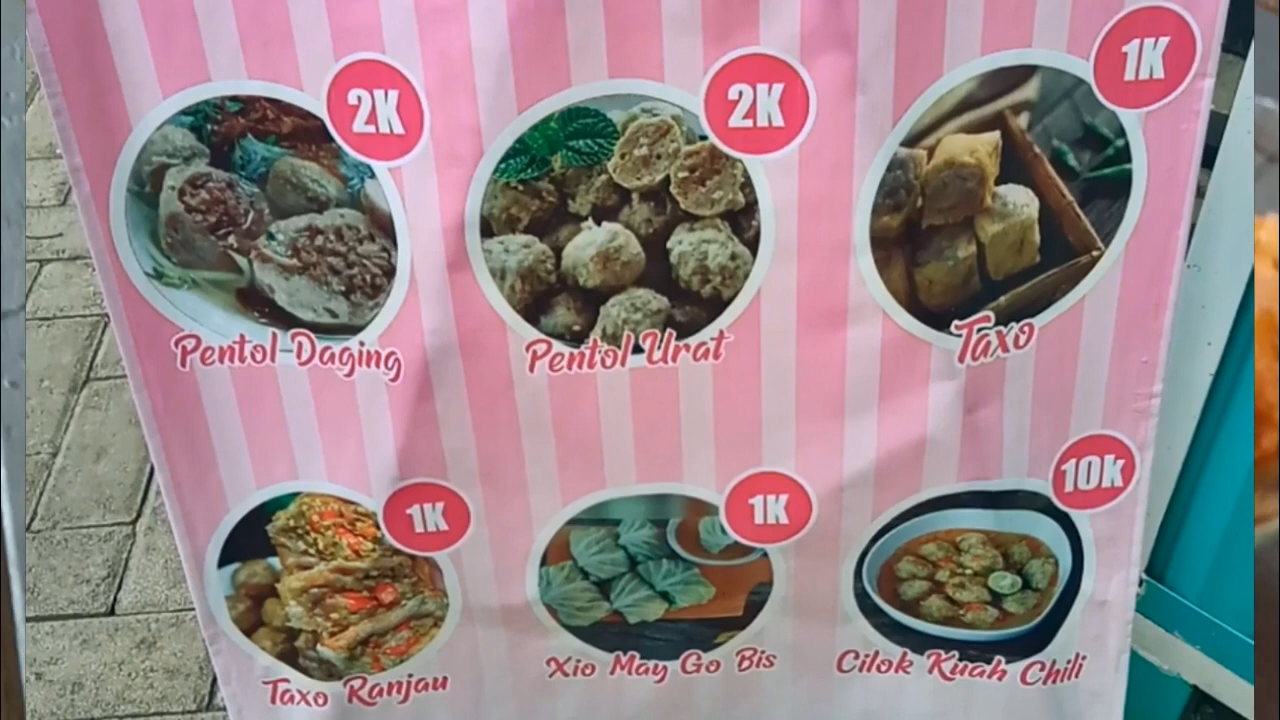 2K
2K
1K
Pentol Daging
Pentol Urat
Taxo
1K
1K
10k
Taxo Ranjau
Xio May Go Bis
Cilok Kuah Chili